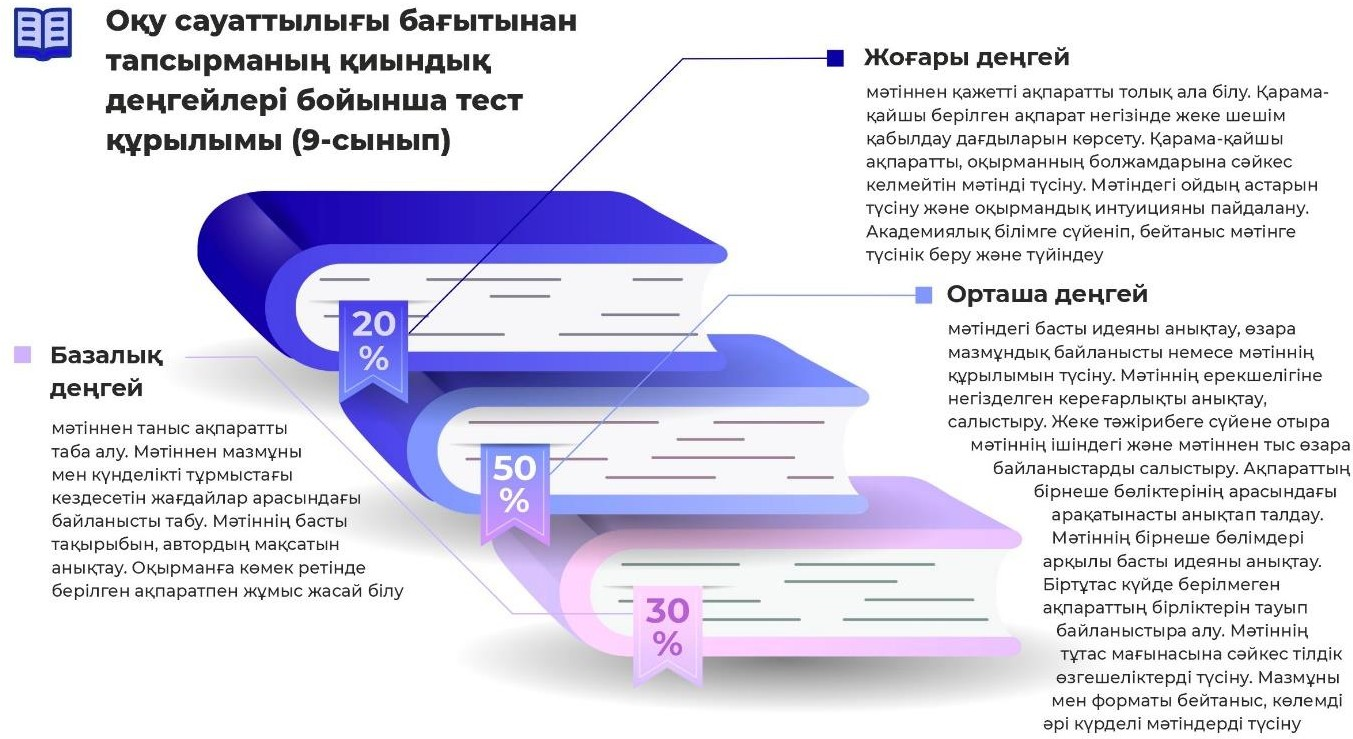 Оқу сауаттылығы бағытынан
тапсырманың қиындық
деңгейлері бойынша тест
құрылымы (9-сынып)
Жоғары деңгей
мәтіннен қажетті ақпаратты толық ала білу. Қарама-
қайшы берілген ақпарат негізінде жеке шешім
қабылдау дағдыларын көрсету. Қарама-қайшы
ақпаратты, оқырманның болжамдарына сәйкес
келмейтін мәтінді түсіну. Мәтіндегі ойдың астарын
түсіну және оқырмандық интуицияны пайдалану.
Академиялық білімге сүйеніп, бейтаныс мәтінге
түсінік беру және түйіндеу
20
%
Орташа деңгей
мәтіндегі басты идеяны анықтау, өзара
мазмұндық байланысты немесе мәтіннің
құрылымын түсіну. Мәтіннің ерекшелігіне
негізделген кереғарлықты анықтау,
салыстыру. Жеке тәжірибеге сүйене отыра
мәтіннің ішіндегі және мәтіннен тыс өзара
байланыстарды салыстыру. Ақпараттың
бірнеше бөліктерінің арасындағы
арақатынасты анықтап талдау.
Мәтіннің бірнеше бөлімдері
арқылы басты идеяны анықтау.
Біртұтас күйде берілмеген
ақпараттың бірліктерін тауып
байланыстыра алу. Мәтіннің
тұтас мағынасына сәйкес тілдік
өзгешеліктерді түсіну. Мазмұны
мен форматы бейтаныс, көлемді
әрі күрделі мәтіндерді түсіну
50
%
Базалық
деңгей
мәтіннен таныс ақпаратты
таба алу. Мәтіннен мазмұны
мен күнделікті тұрмыстағы
кездесетін жағдайлар арасындағы
байланысты табу. Мәтіннің басты
тақырыбын, автордың мақсатын
анықтау. Оқырманға көмек ретінде
берілген ақпаратпен жұмыс жасай білу
30
%